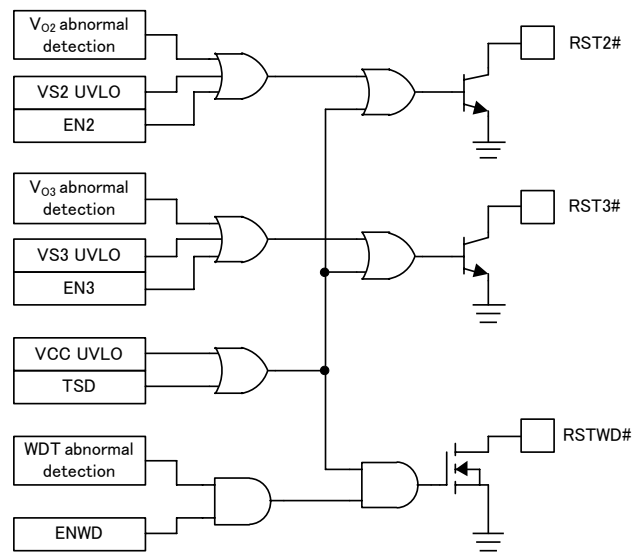 VO2 abnormal
detection
VS2 UVLO
EN2
RST2#
VO3 abnormal
detection
VS3 UVLO
EN3
RST3#
VCC UVLO
TSD
WDT abnormal
detection
ENWD
RSTWD#